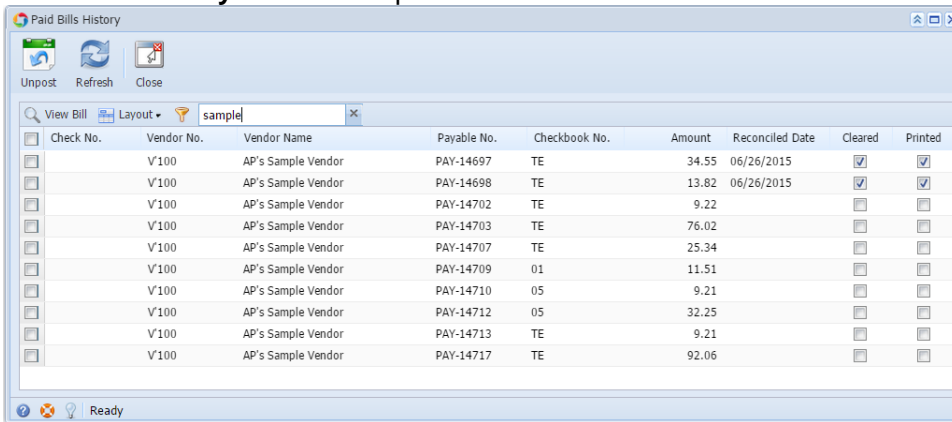 Paid Bills History
Unpost Refresh Close
View Bill Layout sample
Check No. Vendor No. Vendor Name Payable No. Checkbook No. Amount Reconciled Date Cleared Printed
V'100 AP's Sample Vendor PAY-14697 TE 34.55 06/26/2015
V'100 AP's Sample Vendor PAY-14698 TE 13.82 06/26/2015
V'100 AP's Sample Vendor PAY-14702 TE 9.22
V'100 AP's Sample Vendor PAY-14703 TE 76.02
V'100 AP's Sample Vendor PAY-14707 TE 25.34
V'100 AP's Sample Vendor PAY-14709 01 11.51
V'100 AP's Sample Vendor PAY-14710 05 9.21
V'100 AP's Sample Vendor PAY-14712 05 32.25
V'100 AP's Sample Vendor PAY-14713 TE 9.21
V'100 AP's Sample Vendor PAY-14717 TE 92.06
Ready